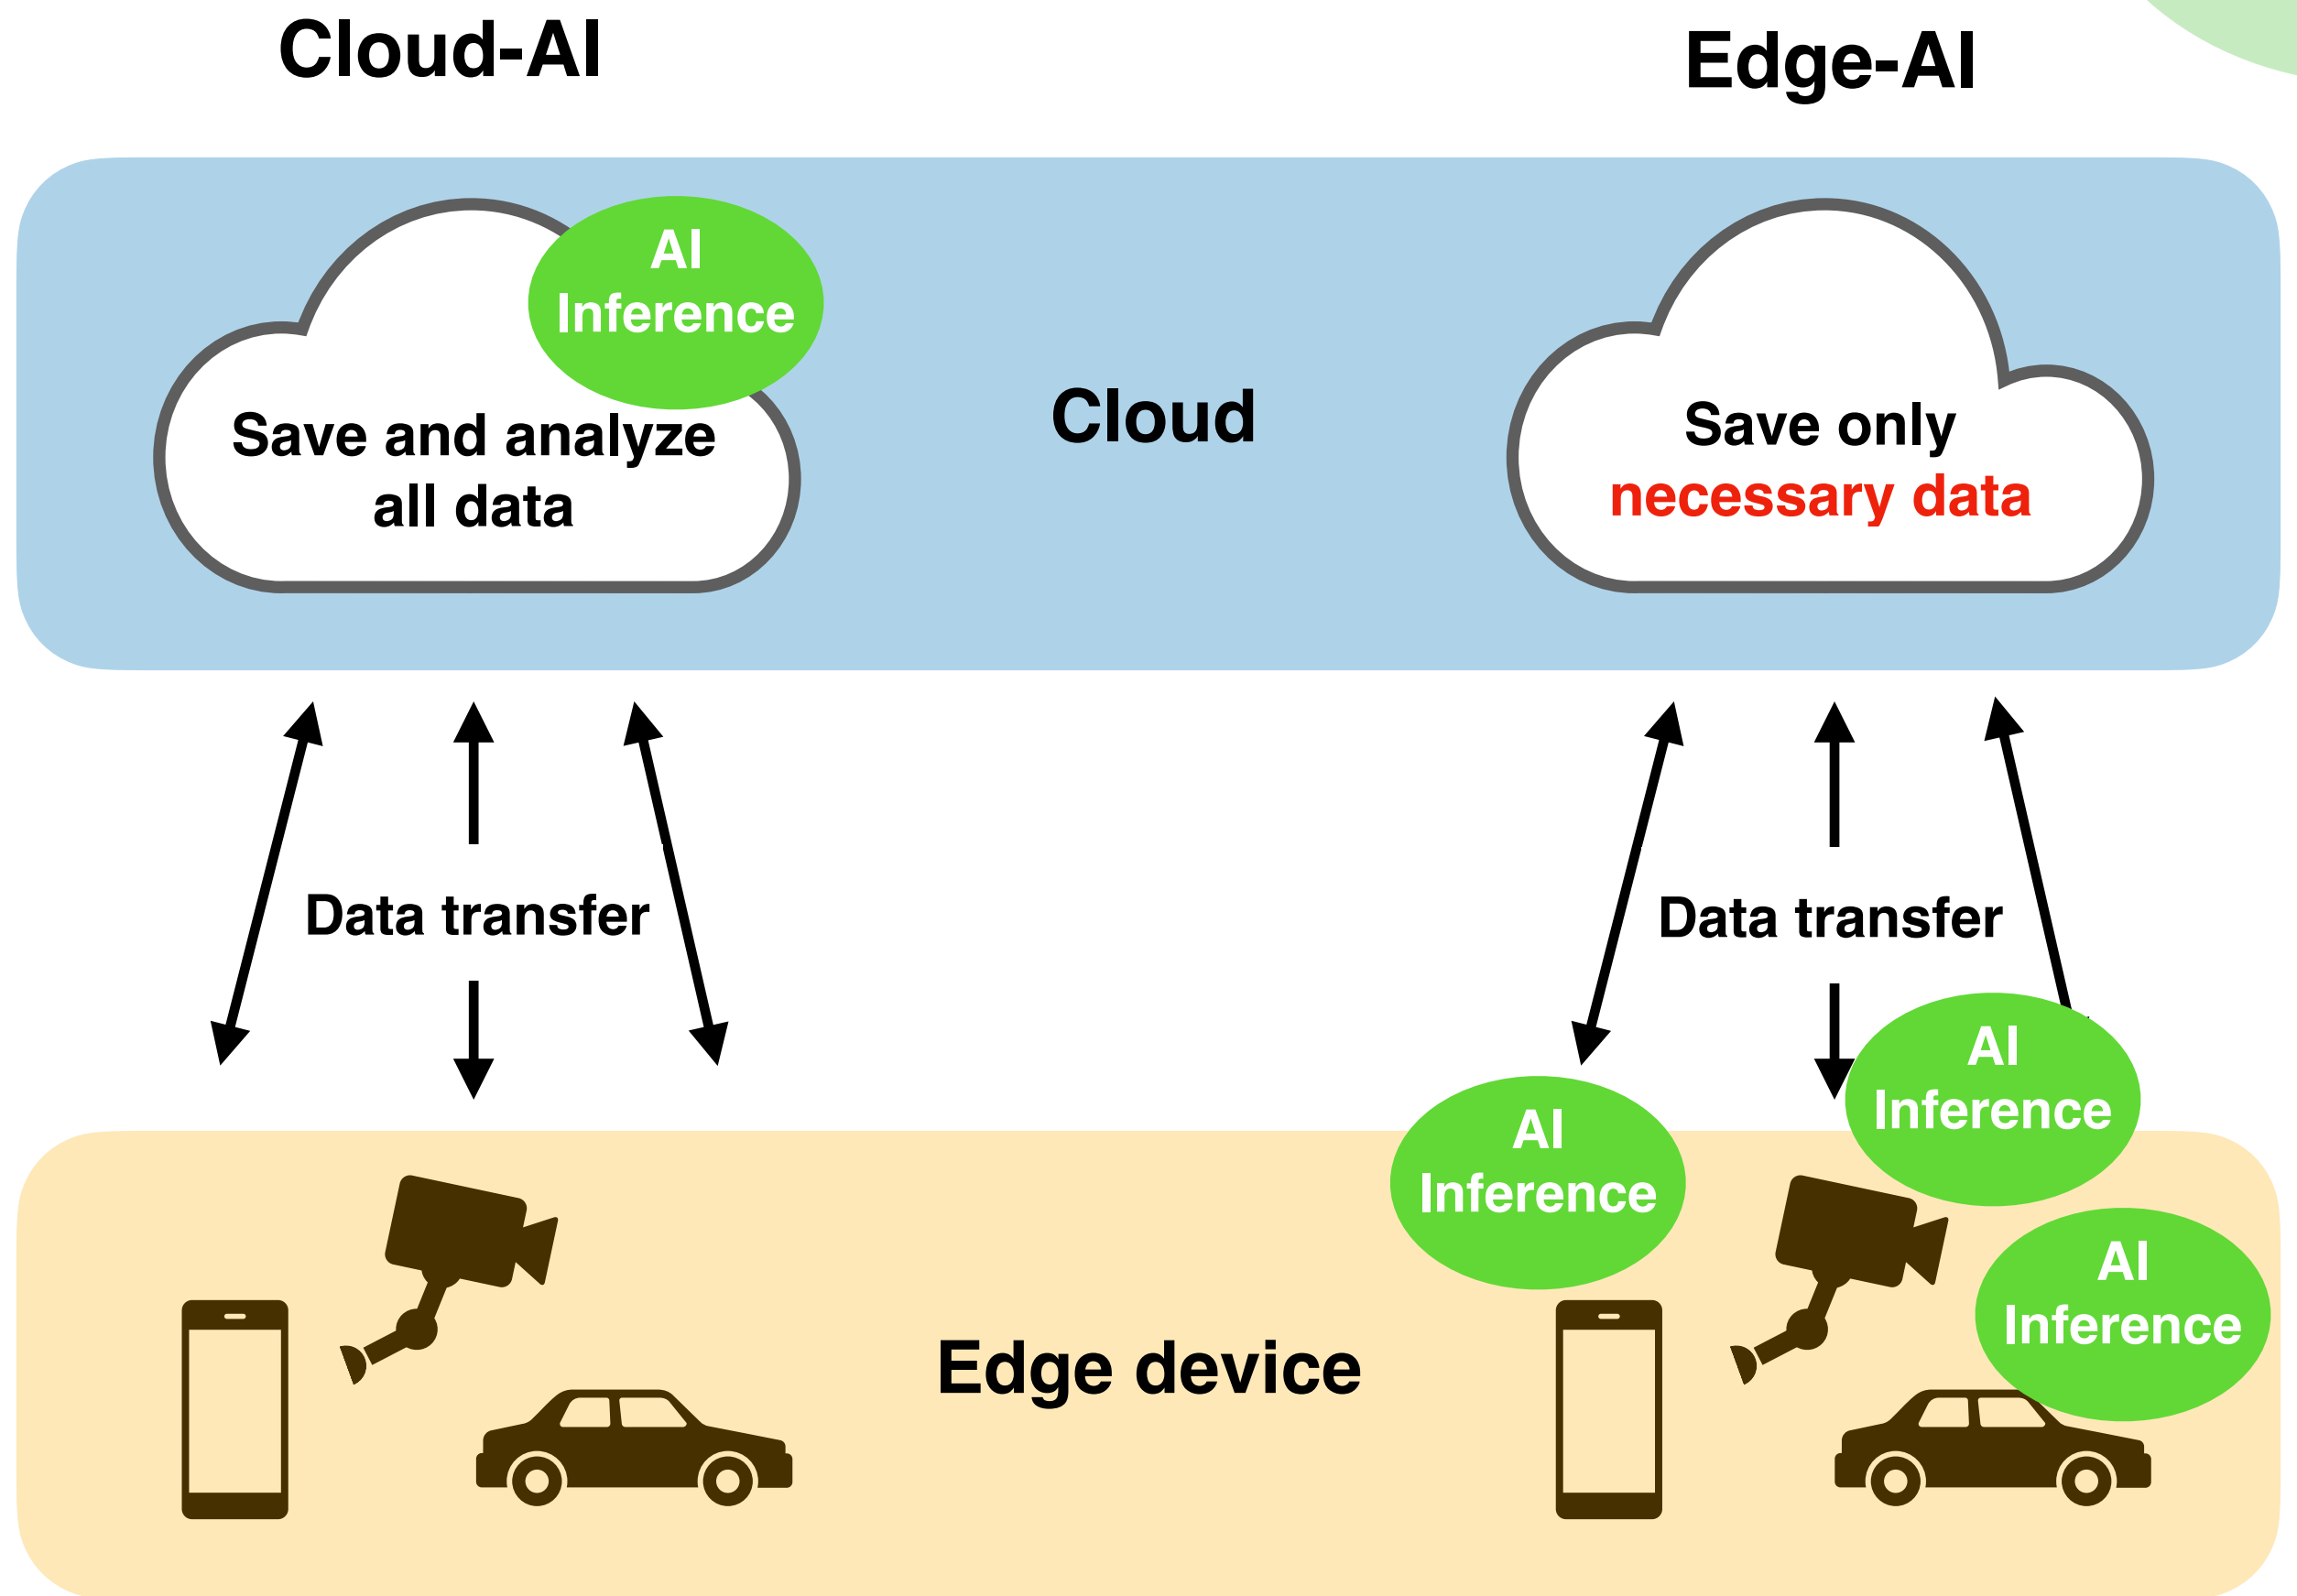 Cloud-AI
Edge-AI
AI
Inference
Save and analyze
all data
Cloud
Save only
necessary data
Data transfer
Data transfer
AI
Inference
AI
Inference
AI
Inference
Edge device